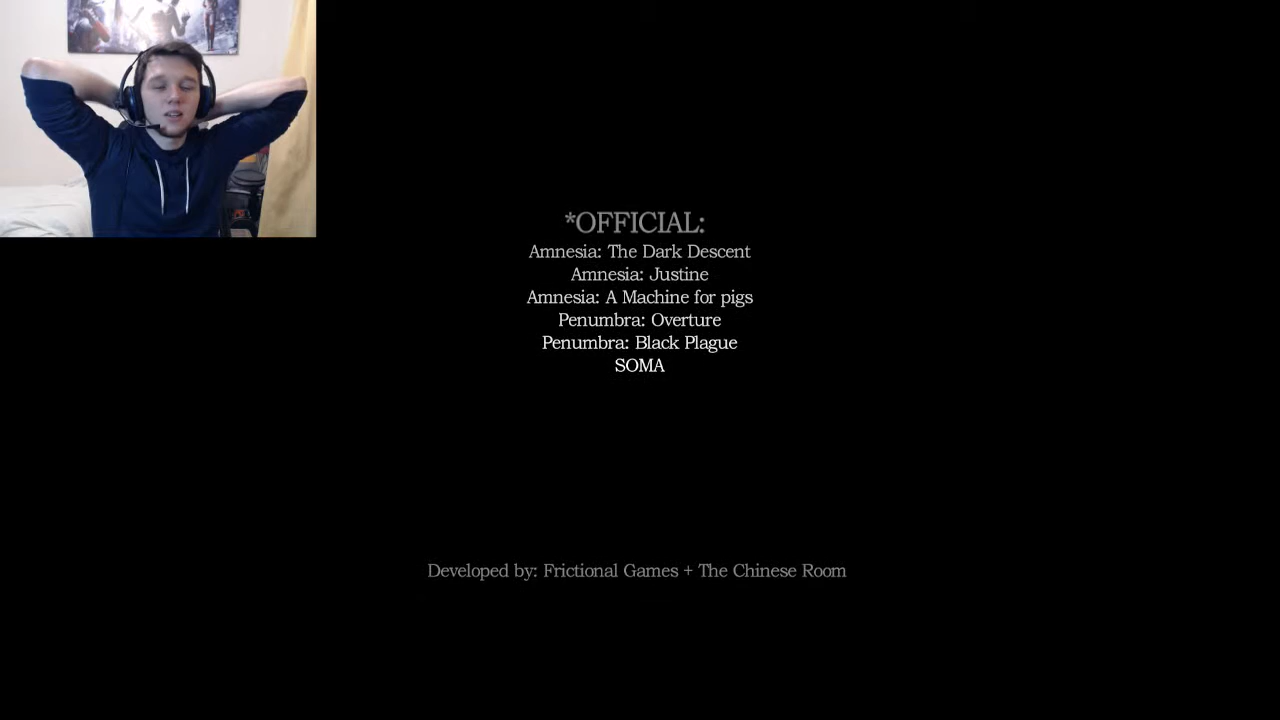 *OFFICIAL:
Amnesia: The Dark Descent
Amnesia: Justine
Amnesia: A Machine for pigs
Penumbra: Overture
Penumbra: Black Plague
SOMA
Developed by: Frictional Games + The Chinese Room